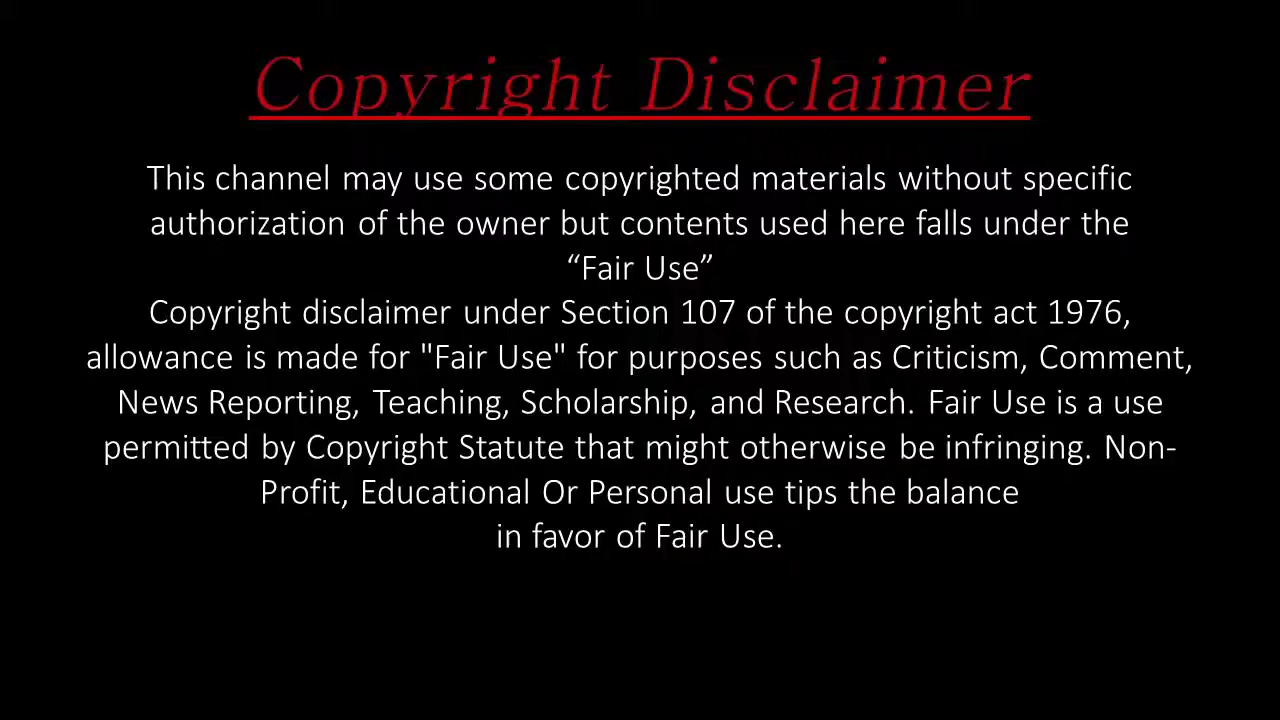 Copyright Disclaimer
This channel may use some copyrighted materials without specific
authorization of the owner but contents used here falls under the
“Fair Use”
Copyright disclaimer under Section 107 of the copyright act 1976,
allowance is made for "Fair Use" for purposes such as Criticism, Comment,
News Reporting, Teaching, Scholarship, and Research. Fair Use is a use
permitted by Copyright Statute that might otherwise be infringing. Non-
Profit, Educational Or Personal use tips the balance
in favor of Fair Use.